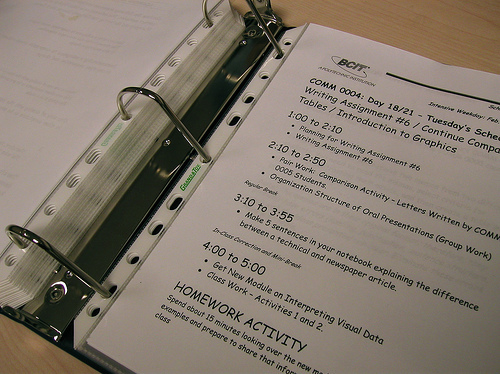 BCIT
A POLYTECHNIC INSTITUTION
Intensive Weekday: Feb
COMM 0004: Day 18/21 - Tuesday's Sche
Writing Assignment #6 / Continue Compa
Tables / Introduction to Graphics
1:00 to 2:10
• Planning for Writing Assignment #6
• Writing Assignment #6
2:10 to 2:50
• Pair Work: Comparison Activity - Letters Written by COMM
0005 Students.
• Organization Structure of Oral Presentations (Group Work)
Regular Break
3:10 to 3:55
• Make 5 sentences in your notebook explaining the difference
between a technical and newspaper article.
In-Class Correction and Mini-Break
4:00 to 5:00
• Get New Module on Interpreting Visual Data
• Class Work - Activities 1 and 2.
HOMEWORK ACTIVITY
Spend about 15 minutes looking over the new mo
examples and prepare to share that infor
class